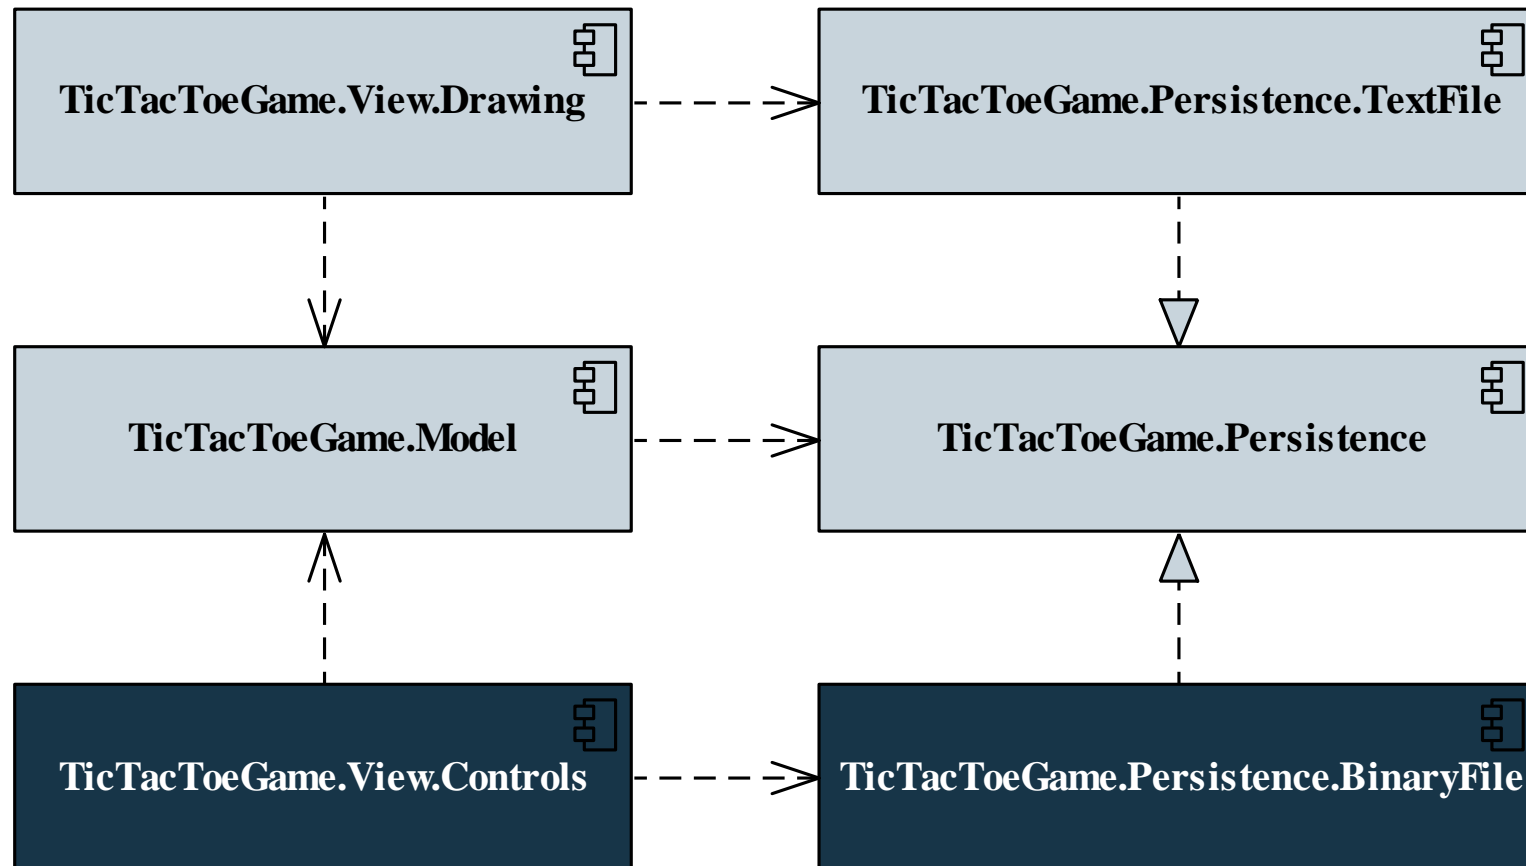 TicTacToeGame.View.Drawing
TicTacToeGame.Persistence.TextFile
TicTacToeGame.Model
TicTacToeGame.Persistence
TicTacToeGame.View.Controls
TicTacToeGame.Persistence.BinaryFile